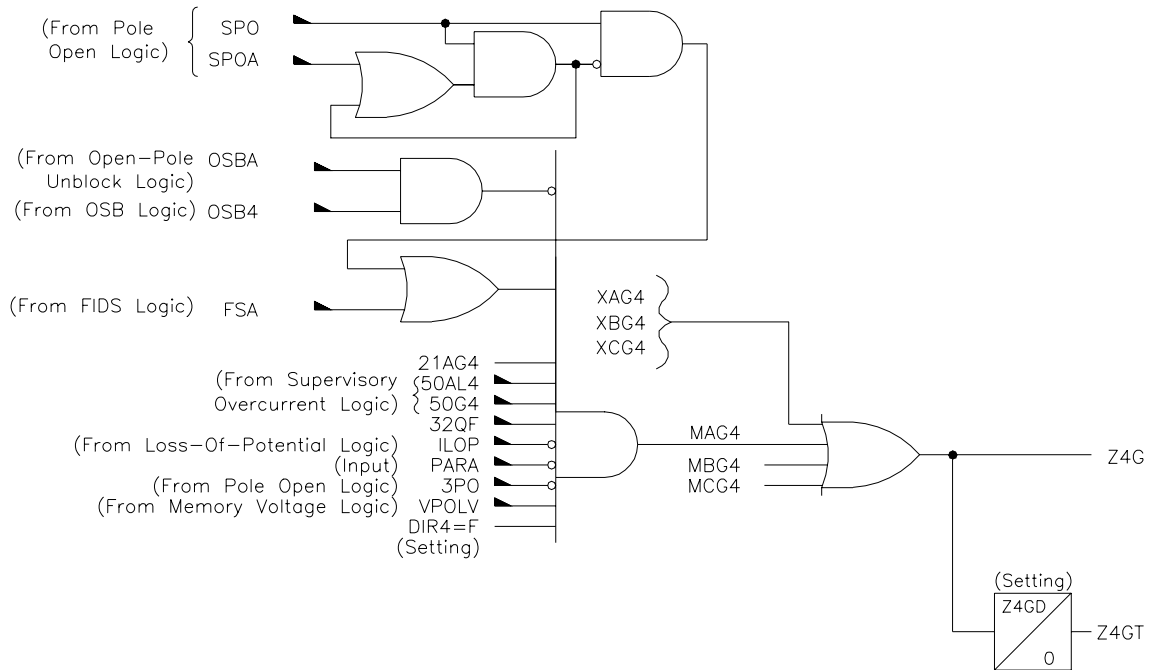 (From Pole
Open Logic)
SPO
SPOA
(From Open-Pole
Unblock Logic)
OSBA
(From OSB Logic)
OSB4
(From FIDS Logic)
FSA
XAG4
XBG4
XCG4
21AG4
(From Supervisory
Overcurrent Logic)
50AL4
50G4
32QF
(From Loss-Of-Potential Logic)
ILOP
(Input)
PARA
(From Pole Open Logic)
3PO
(From Memory Voltage Logic)
VPOLV
DIR4=F
(Setting)
MAG4
MBG4
MCG4
Z4G
(Setting)
Z4GD
0
Z4GT